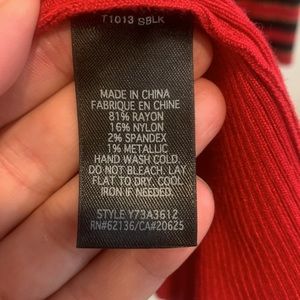 T1013 SBLK
MADE IN CHINA
FABRIQUE EN CHINE
81% RAYON
16% NYLON
2% SPANDEX
1% METALLIC
HAND WASH COLD.
DO NOT BLEACH. LAY
FLAT TO DRY. COOL
IRON IF NEEDED.
STYLE Y73A3612
RN#62136/CA#20625